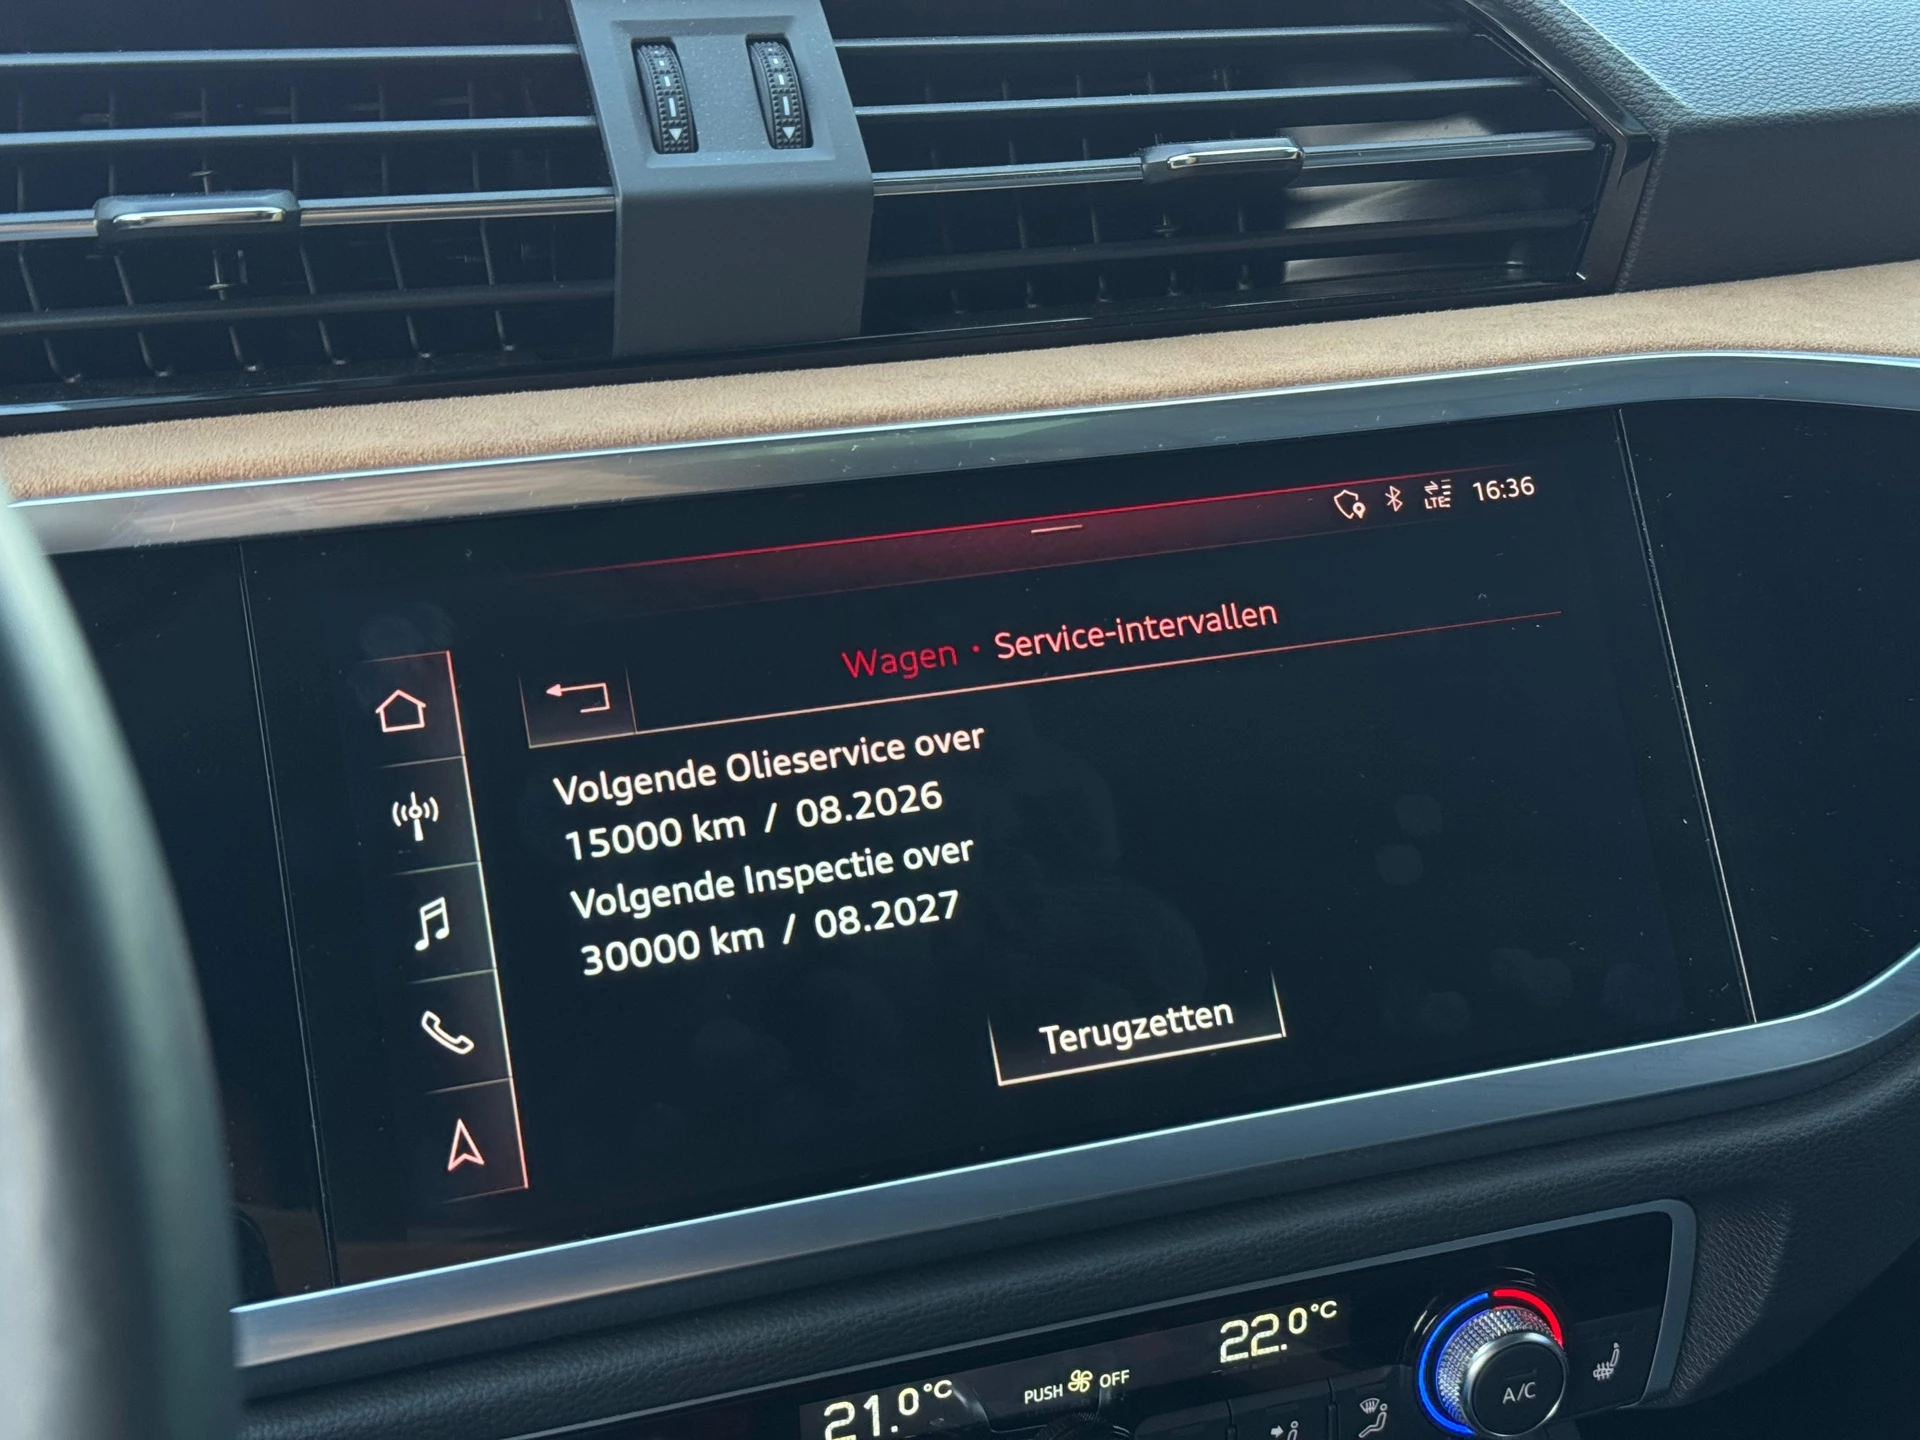 LTE 16:36
Wagen · Service-intervallen
Volgende Olieservice over
15000 km / 08.2026
Volgende Inspectie over
30000 km / 08.2027
Terugzetten
21.0°C PUSH OFF 22.0°C
A/C